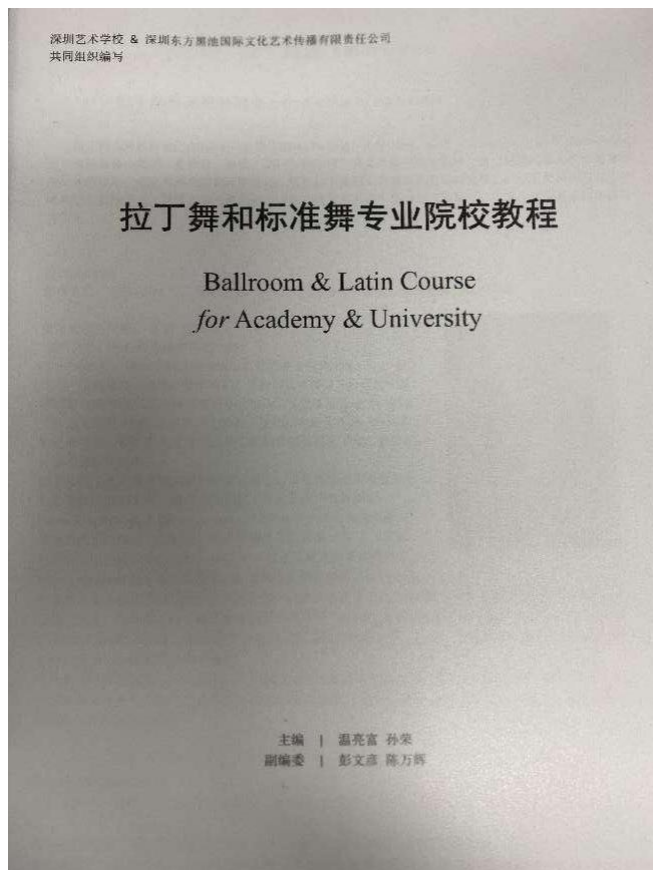 深圳艺术学校 & 深圳东方黑池国际文化艺术传播有限责任公司
共同组织编写
拉丁舞和标准舞专业院校教程
Ballroom & Latin Course
for Academy & University
主编 | 温亮富 孙荣
副编委 | 彭文彦 陈万辉